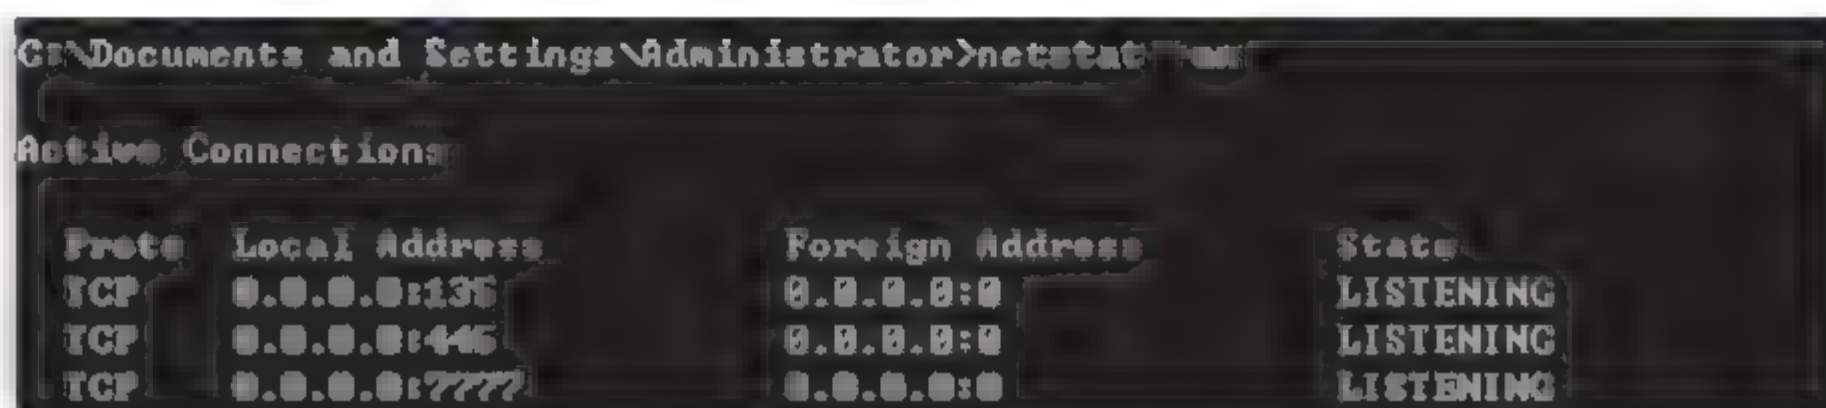 C:\Documents and Settings\Administrator>netstat
Active Connections
Proto Local Address Foreign Address State
TCP 0.0.0.0:135 0.0.0.0:0 LISTENING
TCP 0.0.0.0:445 0.0.0.0:0 LISTENING
TCP 0.0.0.0:7777 0.0.0.0:0 LISTENING